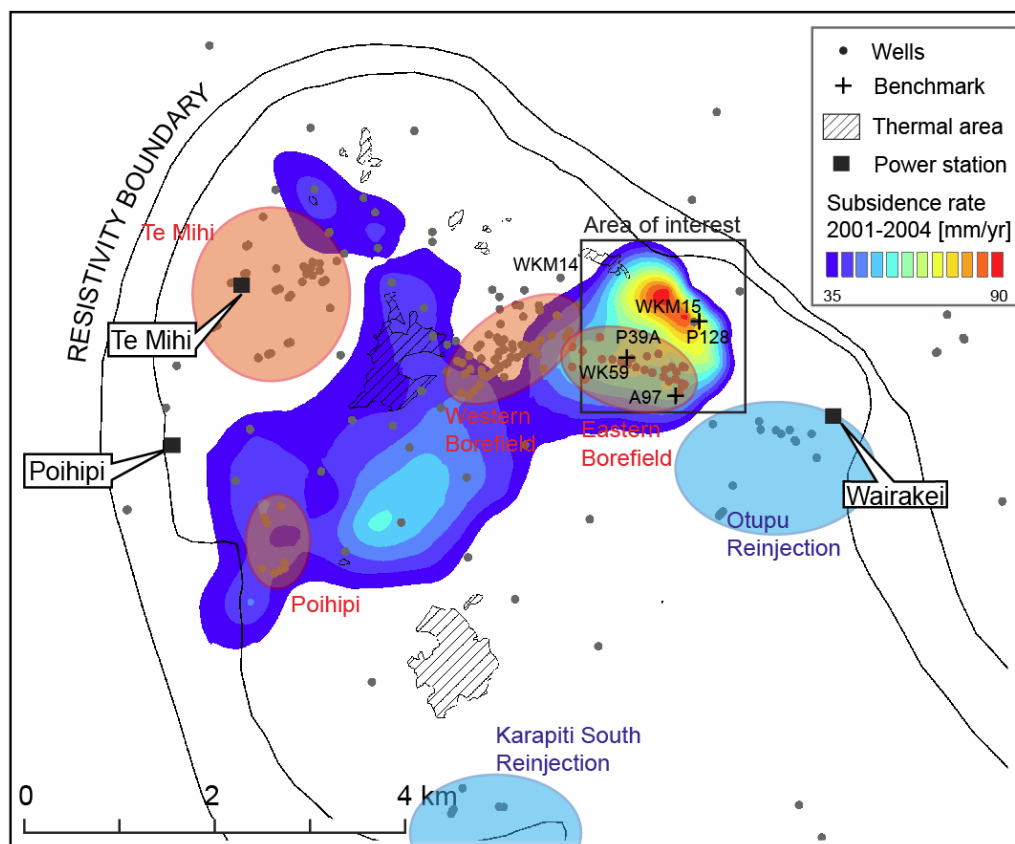 Wells
Benchmark
Thermal area
Power station
Subsidence rate
2001-2004 [mm/yr]
35 90
RESISTIVITY BOUNDARY
Te Mihi
Te Mihi
Area of interest
WKM14
WKM15
P39A
P128
WK59
A97
Western
Borefield
Eastern
Borefield
Poihipi
Wairakei
Otupu
Reinjection
Poihipi
Karapiti South
Reinjection
0 2 4 km